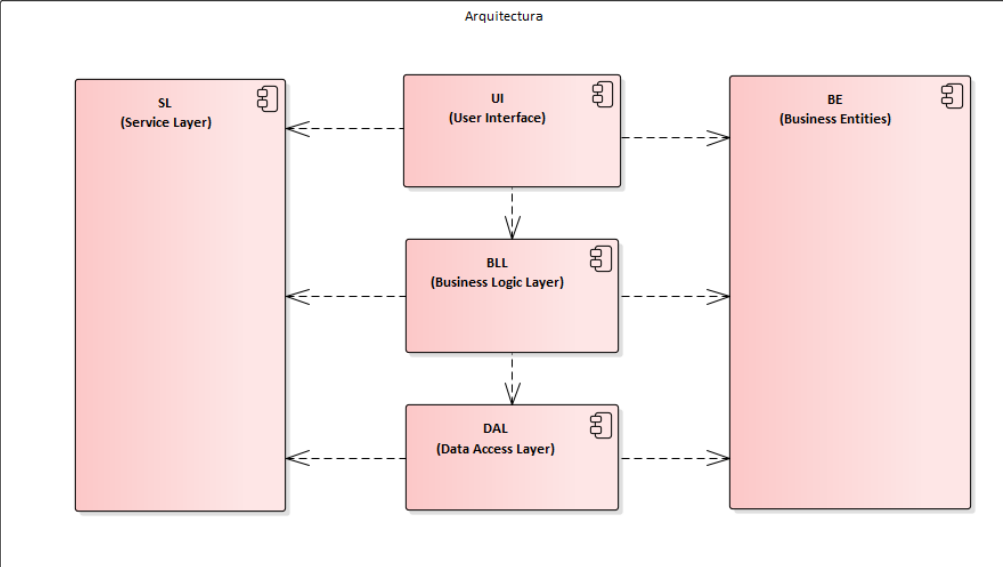 Arquitectura
SL
(Service Layer)
UI
(User Interface)
BE
(Business Entities)
BLL
(Business Logic Layer)
DAL
(Data Access Layer)